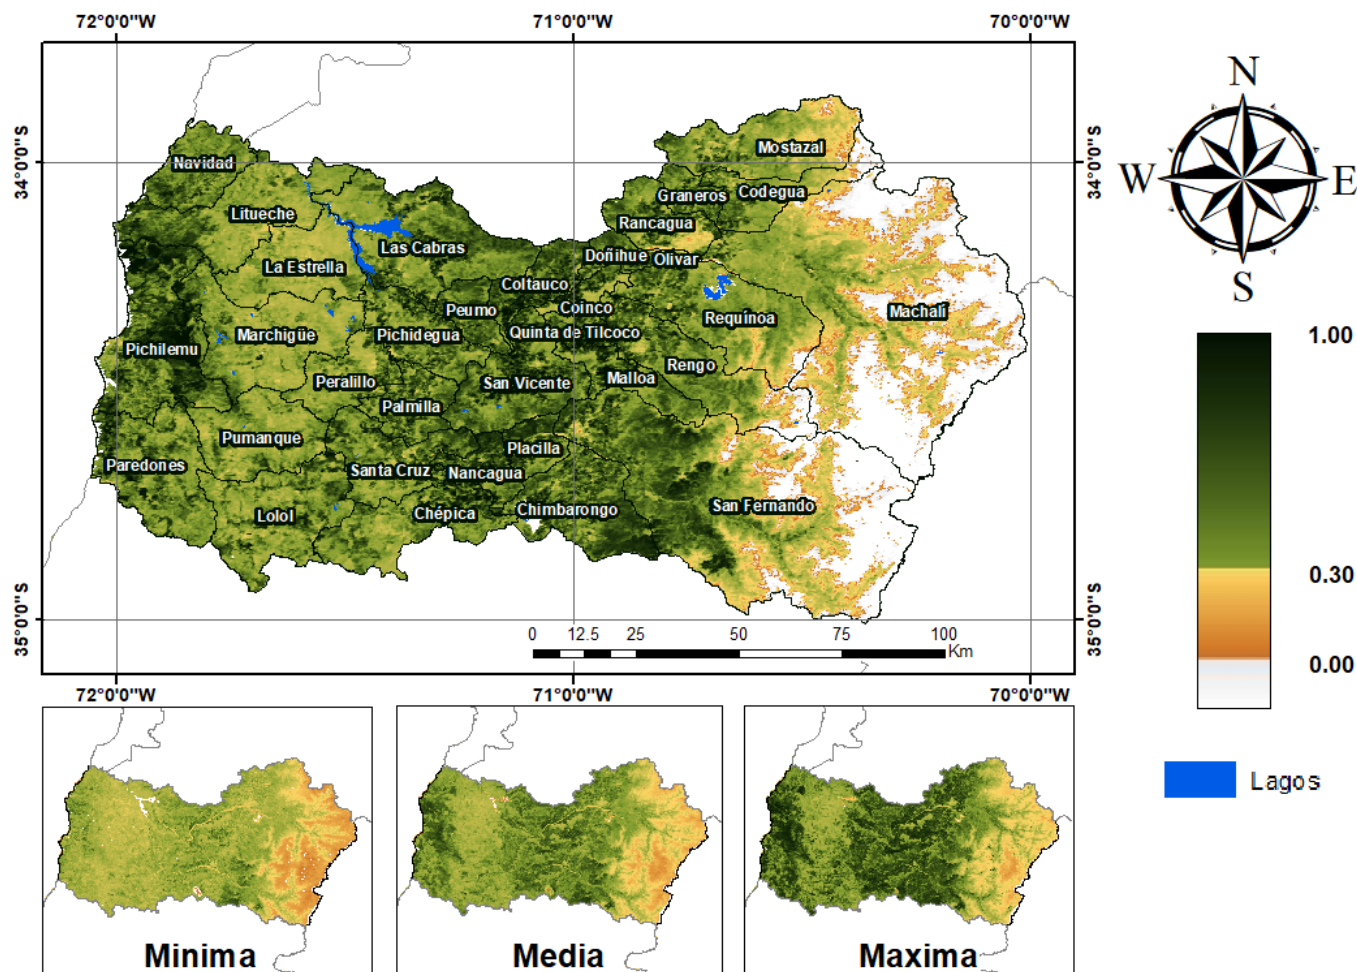 72°0'0"W
71°0'0"W
70°0'0"W
34°0'0"S
34°0'0"S
35°0'0"S
35°0'0"S
N
W
E
S
Navidad
Mostazal
Graneros
Codegua
Litueche
Rancagua
Las Cabras
Doñihue
Olivar
La Estrella
Coltauco
Peumo
Coinco
Machalí
Requínoa
Marchigüe
Pichidegua
Quinta de Tilcoco
Pichilemu
Rengo
Peralillo
San Vicente
Malloa
Palmilla
Pumanque
Placilla
Paredones
Santa Cruz
Nancagua
San Fernando
Lolol
Chépica
Chimbarongo
0
12.5
25
50
75
100
Km
72°0'0"W
71°0'0"W
70°0'0"W
1.00
0.30
0.00
Lagos
Minima
Media
Maxima